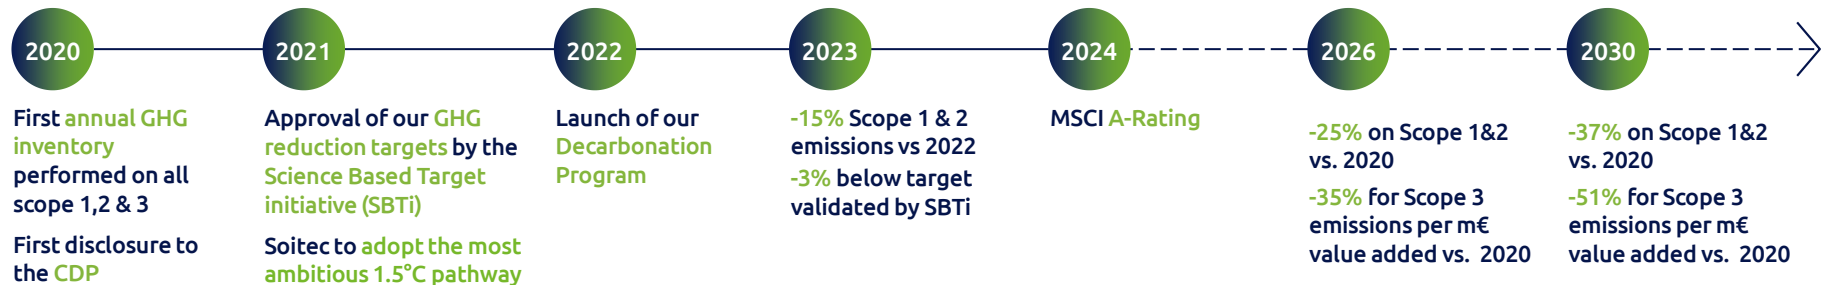 2020
First annual GHG
inventory
performed on all
scope 1,2 & 3
First disclosure to
the CDP
2021
Approval of our GHG
reduction targets by the
Science Based Target
initiative (SBTi)
Soitec to adopt the most
ambitious 1.5°C pathway
2022
Launch of our
Decarbonation
Program
2023
-15% Scope 1 & 2
emissions vs 2022
-3% below target
validated by SBTi
2024
MSCI A-Rating
2026
-25% on Scope 1&2
vs. 2020
-35% for Scope 3
emissions per m€
value added vs. 2020
2030
-37% on Scope 1&2
vs. 2020
-51% for Scope 3
emissions per m€
value added vs. 2020